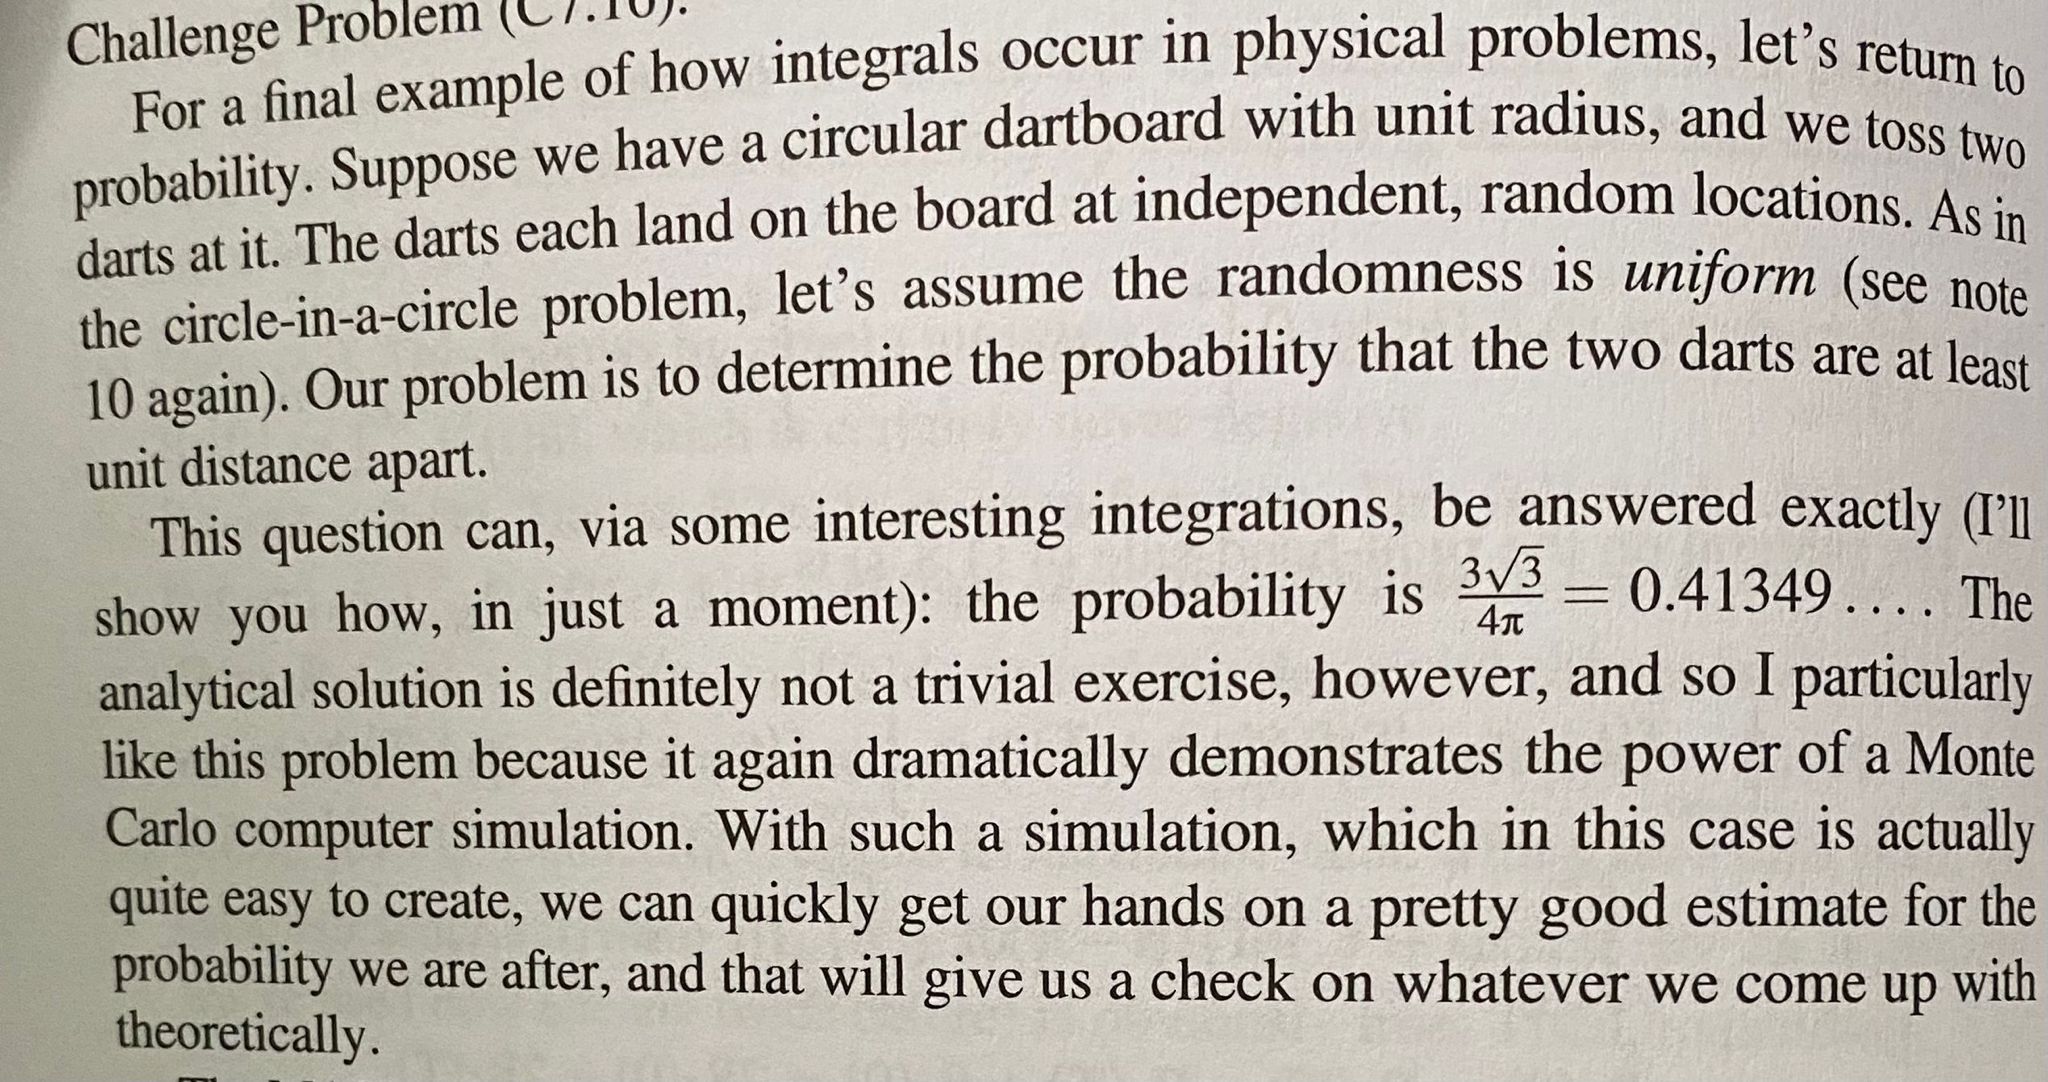 Challenge Problem (C7.10).
For a final example of how integrals occur in physical problems, let's return to
probability. Suppose we have a circular dartboard with unit radius, and we toss two
darts at it. The darts each land on the board at independent, random locations. As in
the circle-in-a-circle problem, let's assume the randomness is uniform (see note
10 again). Our problem is to determine the probability that the two darts are at least
unit distance apart.
This question can, via some interesting integrations, be answered exactly (I'll
show you how, in just a moment): the probability is 3√3/4π = 0.41349.... The
analytical solution is definitely not a trivial exercise, however, and so I particularly
like this problem because it again dramatically demonstrates the power of a Monte
Carlo computer simulation. With such a simulation, which in this case is actually
quite easy to create, we can quickly get our hands on a pretty good estimate for the
probability we are after, and that will give us a check on whatever we come up with
theoretically.